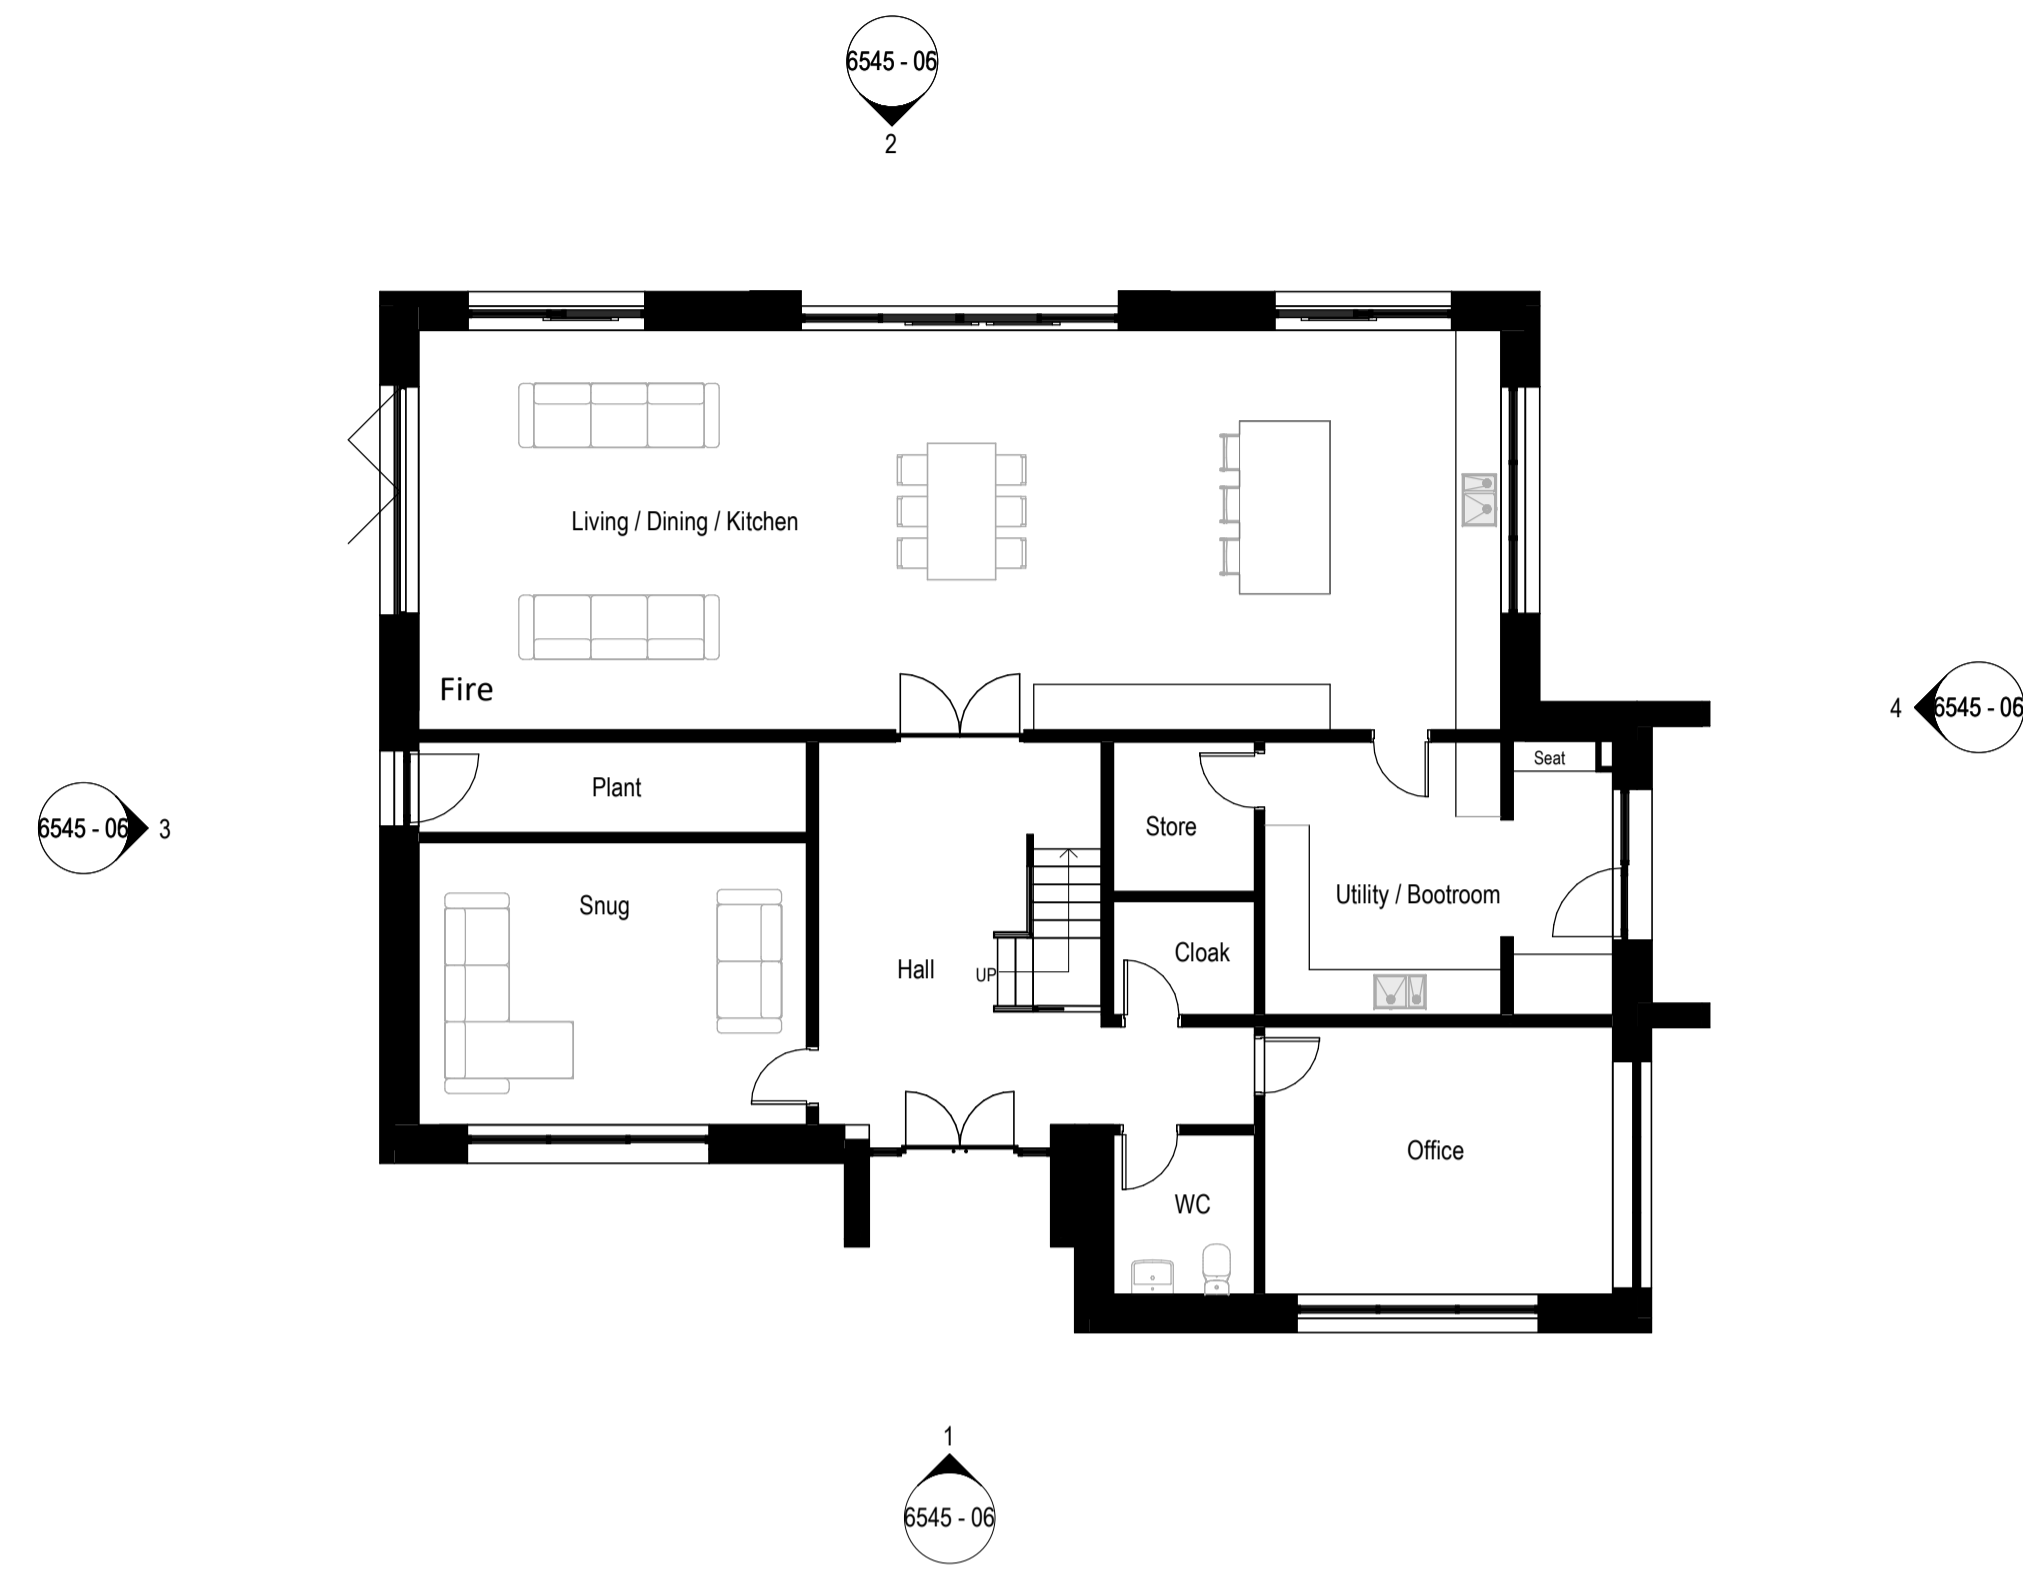 6545 - 06
2
Living / Dining / Kitchen
Fire
4
6545 - 06
Seat
Plant
6545 - 06
3
Store
Utility / Bootroom
Snug
Cloak
Hall
UP
Office
WC
1
6545 - 06